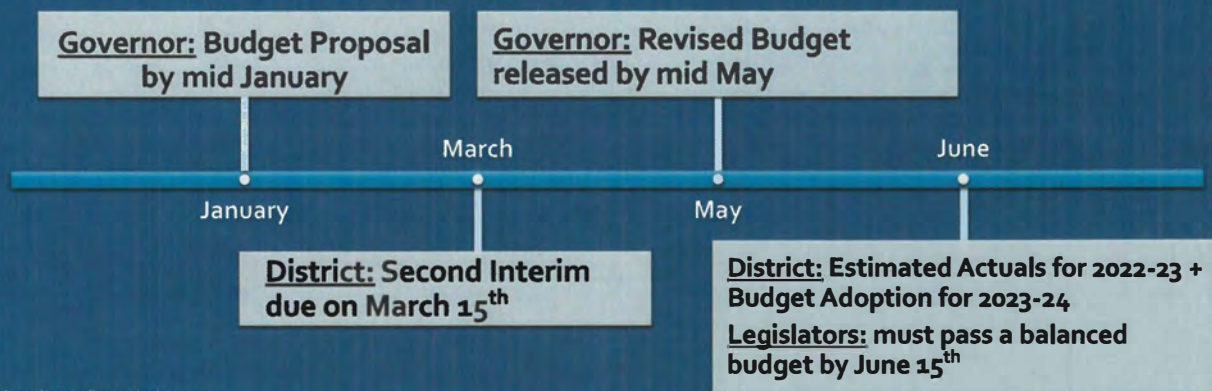 Governor: Budget Proposal
by mid January
Governor: Revised Budget
released by mid May
March
June
January
May
District: Second Interim
due on March 15th
District: Estimated Actuals for 2022-23 +
Budget Adoption for 2023-24
Legislators: must pass a balanced
budget by June 15th